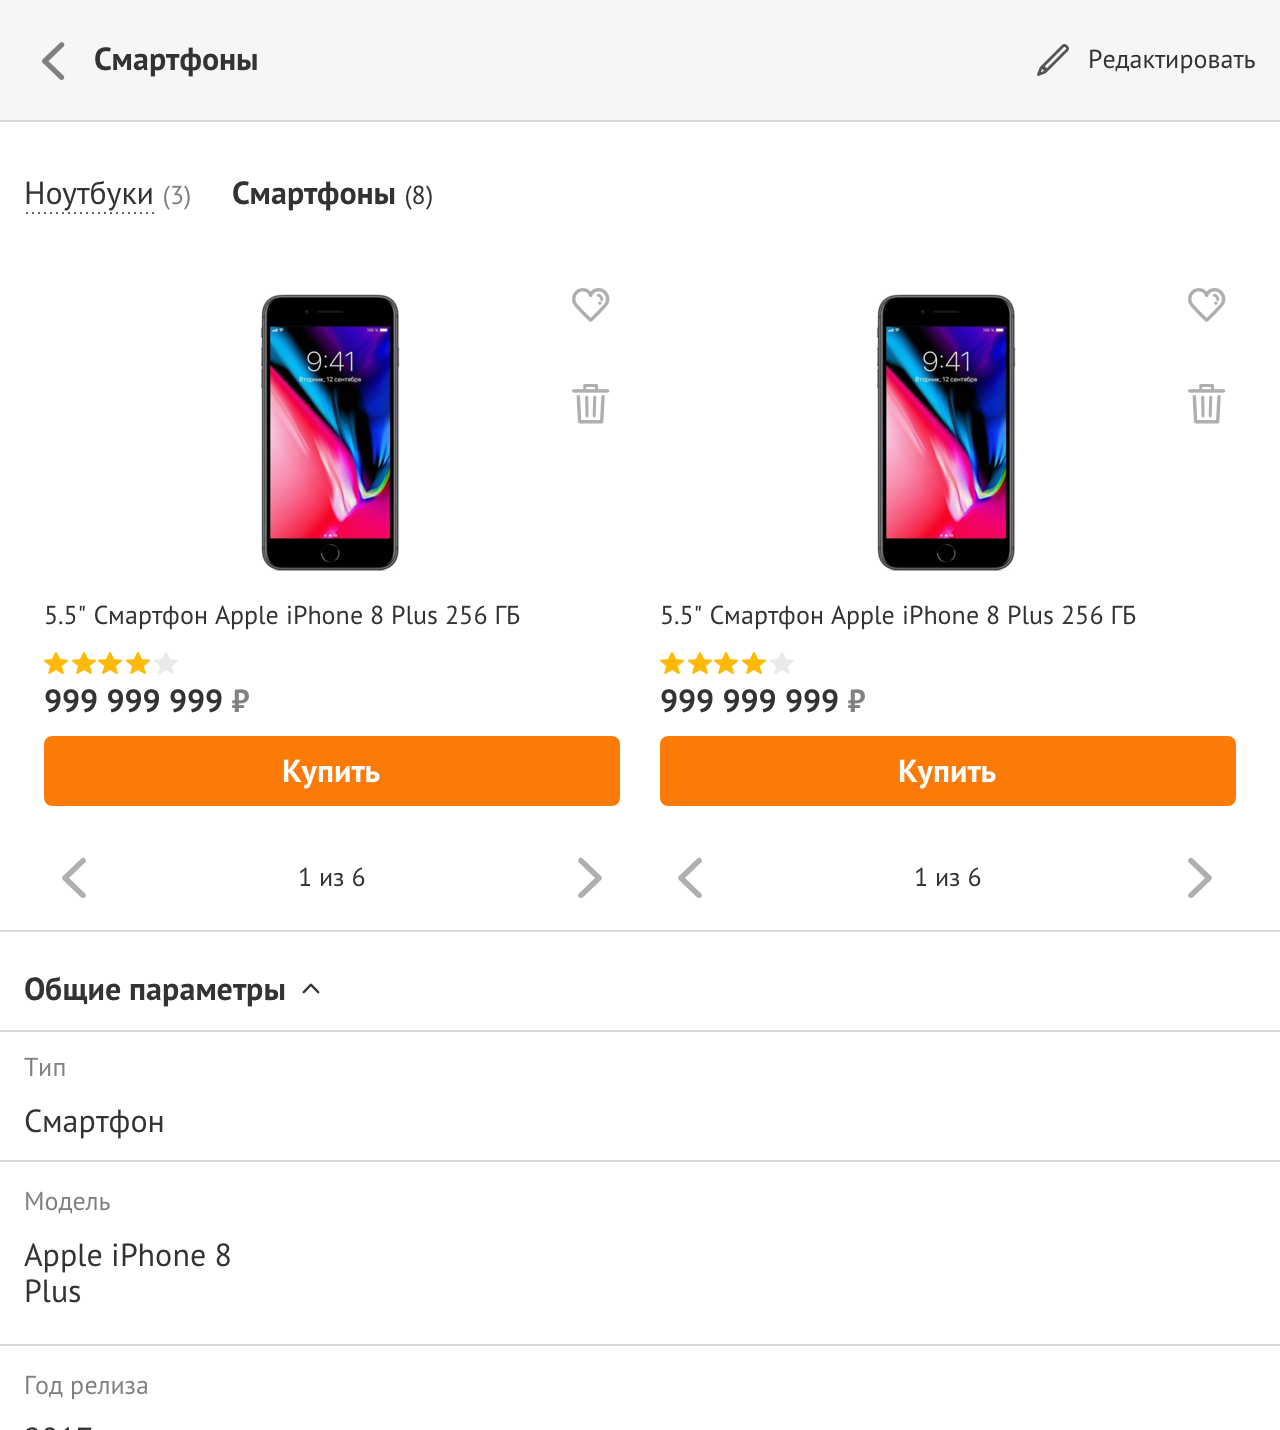 Смартфоны
Редактировать
Ноутбуки (3) Смартфоны (8)
9:41
Вторник, 12 сентября
9:41
Вторник, 12 сентября
5.5" Смартфон Apple iPhone 8 Plus 256 ГБ
5.5" Смартфон Apple iPhone 8 Plus 256 ГБ
999 999 999 ₽
999 999 999 ₽
Купить
Купить
1 из 6
1 из 6
Общие параметры
Тип
Смартфон
Модель
Apple iPhone 8
Plus
Год релиза